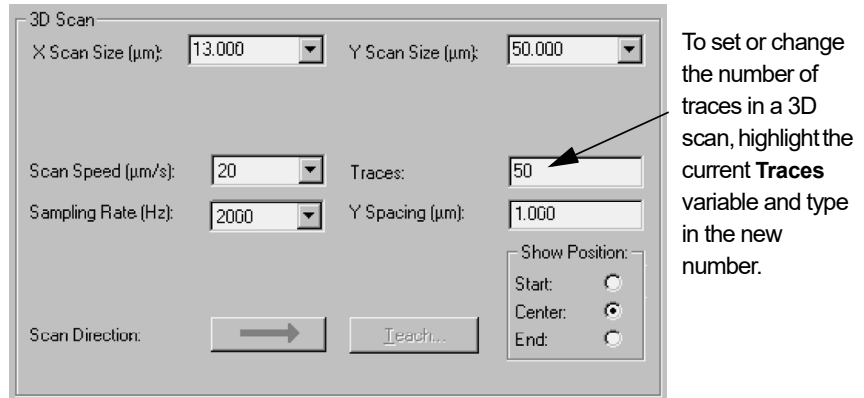 3D Scan
X Scan Size (µm): 13.000 Y Scan Size (µm): 50.000
Scan Speed (µm/s): 20 Traces: 50
Sampling Rate (Hz): 2000 Y Spacing (µm): 1.000
Show Position:
Start:
Center:
End:
Scan Direction: Teach...
To set or change
the number of
traces in a 3D
scan, highlight the
current Traces
variable and type
in the new
number.